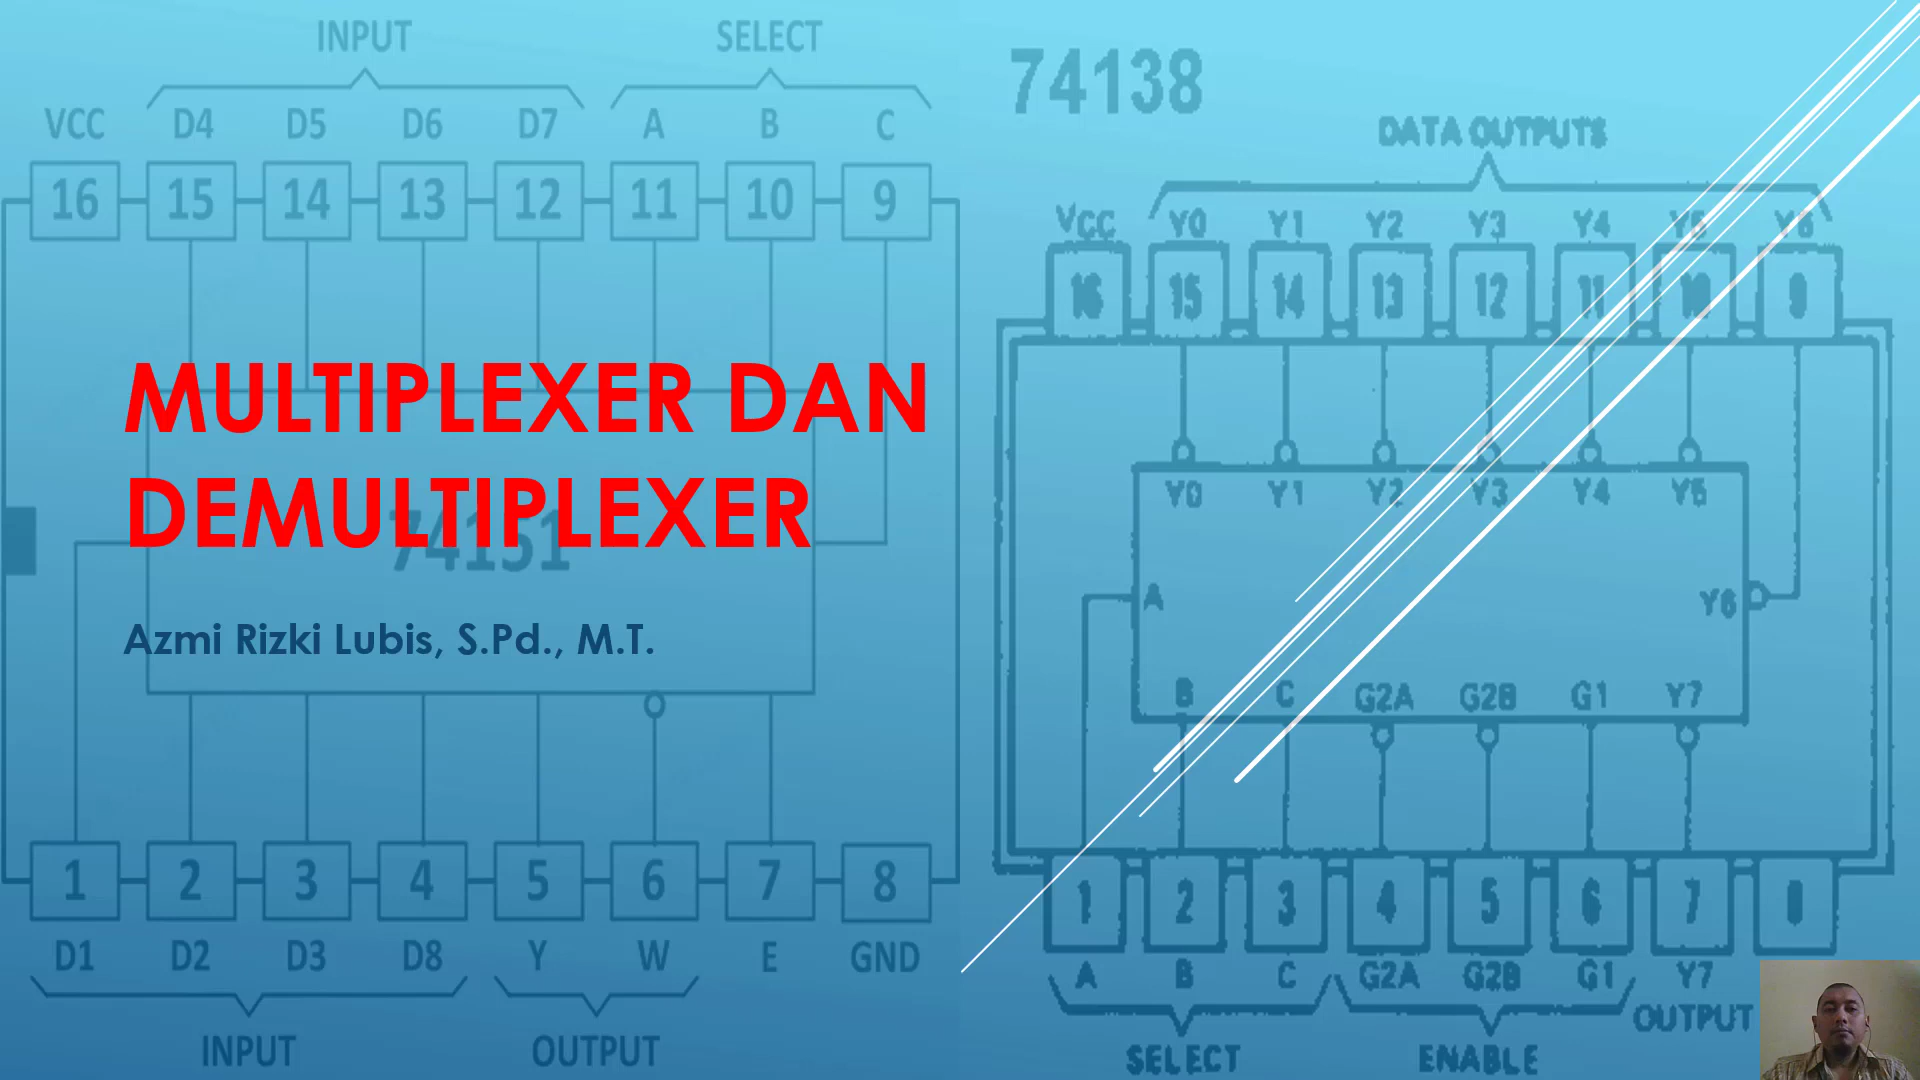 INPUT
SELECT
VCC D4 D5 D6 D7 A B C
16 15 14 13 12 11 10 9
MULTIPLEXER DAN
DEMULTIPLEXER
74151
Azmi Rizki Lubis, S.Pd., M.T.
1 2 3 4 5 6 7 8
D1 D2 D3 D8 Y W E GND
INPUT
OUTPUT
74138
DATA OUTPUTS
VCC Y0 Y1 Y2 Y3 Y4 Y5 Y6
16 15 14 13 12 11 10 9
Y0 Y1 Y2 Y3 Y4 Y5
A
Y6
B C G2A G2B G1 Y7
1 2 3 4 5 6 7 8
A B C G2A G2B G1 Y7
OUTPUT
SELECT
ENABLE